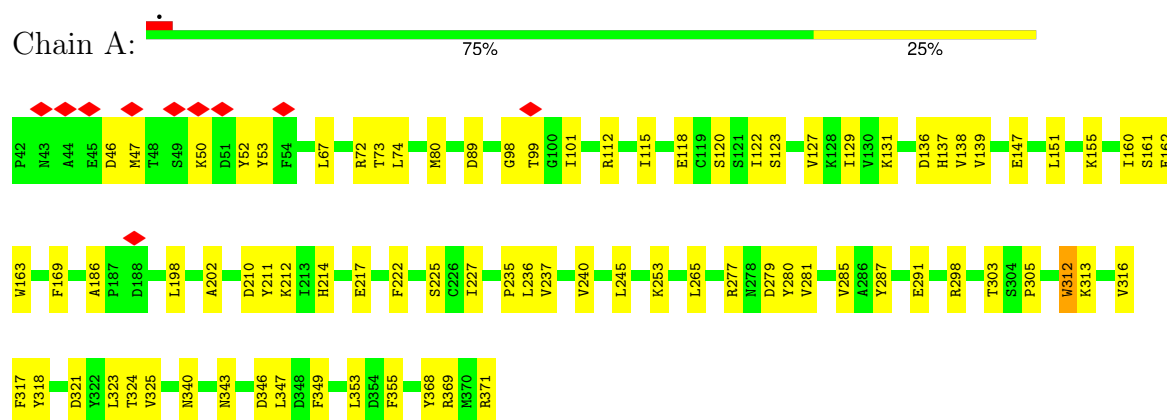 Chain A:
75% 25%
P42 N43 A44 E45 D46 M47 T48 S49 K50 D51 Y52 Y53 F54 L67 R72 T73 L74 M80 D89 G98 T99 G100 I101 R112 I115 E118 G119 S120 S121 I122 S123 V127 K128 I129 V130 K131 D136 H137 V138 V139 E147 L151 K155 I160 S161 E162
W163 F169 A186 P187 D188 L198 A202 D210 Y211 K212 I213 H214 E217 F222 S225 C226 I227 P235 L236 V237 V240 L245 K253 L265 R277 N278 D279 Y280 V281 V285 A286 Y287 E291 R298 T303 S304 P305 W312 K313 V316
F317 Y318 D321 Y322 L323 T324 V325 N340 N343 D346 L347 D348 F349 L353 D354 F355 Y368 R369 M370 R371